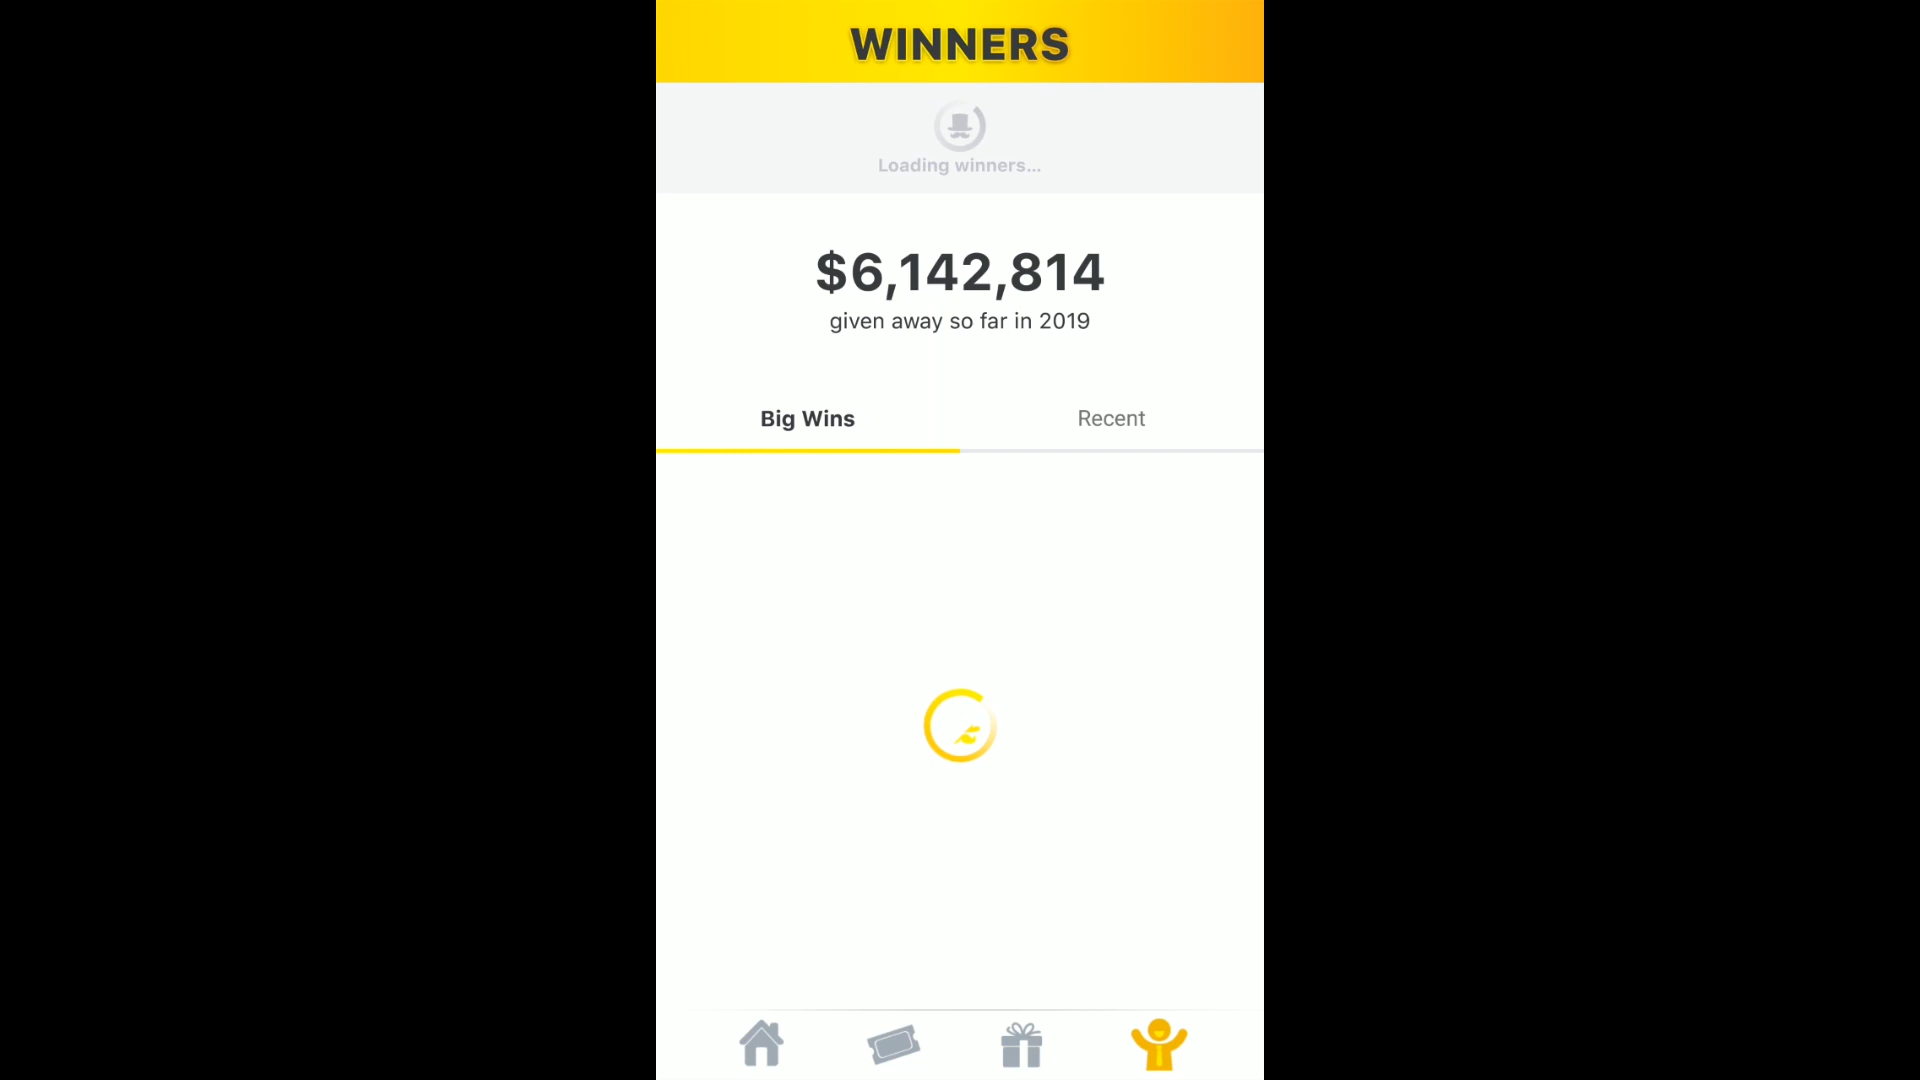 WINNERS
Loading winners...
$6,142,814
given away so far in 2019
Big Wins
Recent